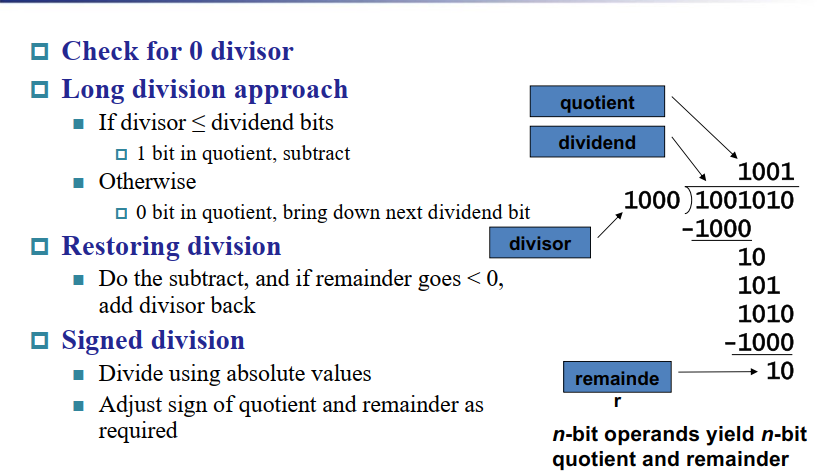 Check for 0 divisor
Long division approach
If divisor ≤ dividend bits
1 bit in quotient, subtract
Otherwise
0 bit in quotient, bring down next dividend bit
Restoring division
Do the subtract, and if remainder goes < 0,
add divisor back
Signed division
Divide using absolute values
Adjust sign of quotient and remainder as
required
quotient
dividend
divisor
1001
1000 )1001010
-1000
10
101
1010
-1000
10
remainde
r
n-bit operands yield n-bit
quotient and remainder